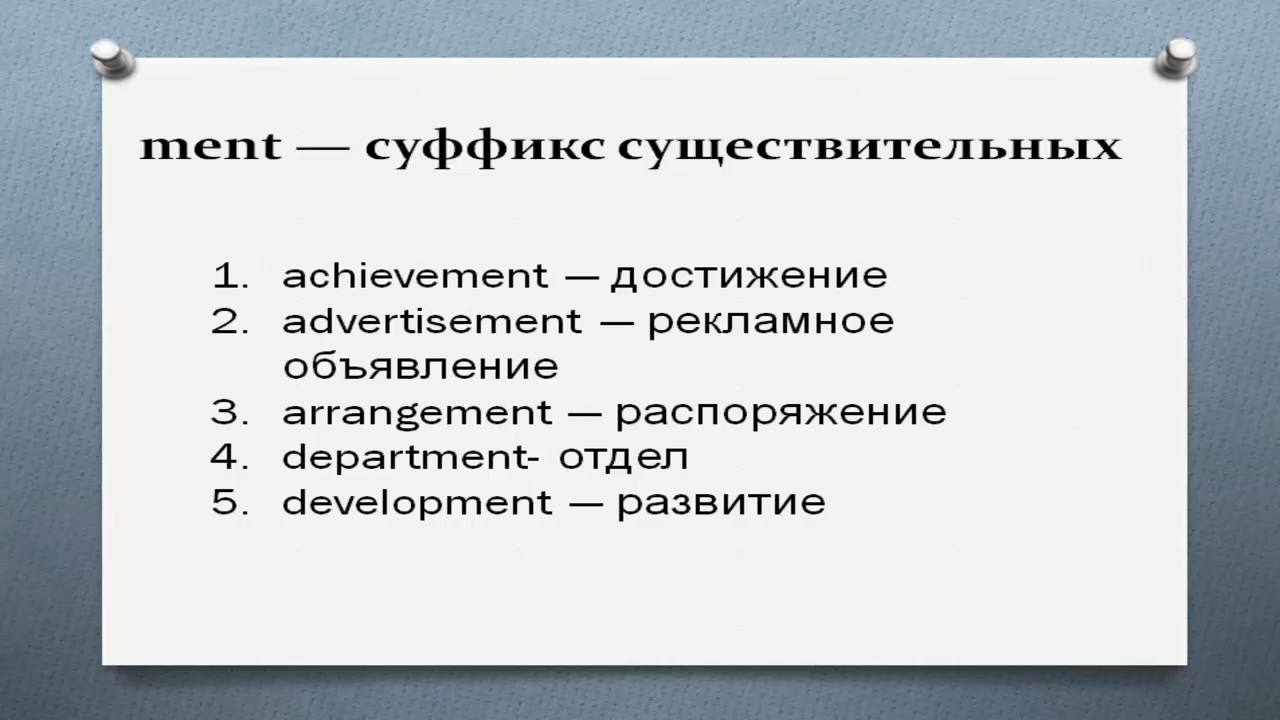 ment — суффикс существительных
1. achievement — достижение
2. advertisement — рекламное
объявление
3. arrangement — распоряжение
4. department- отдел
5. development — развитие